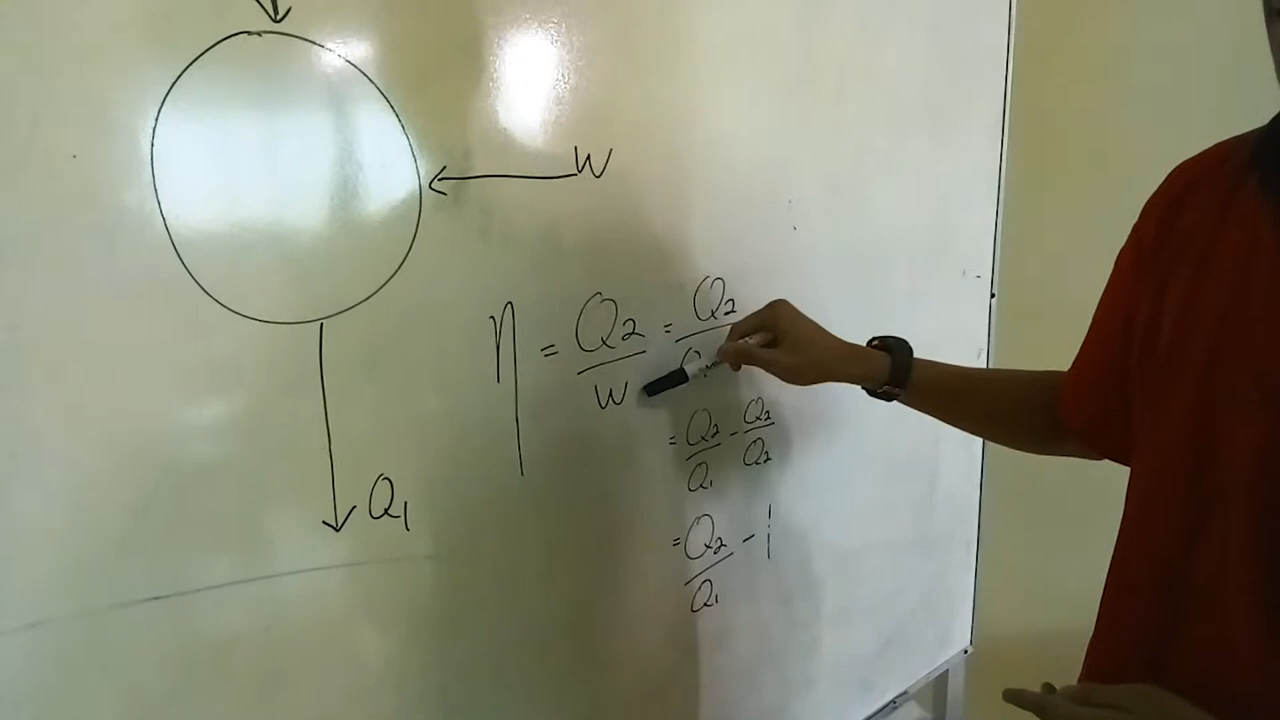 W
η = Q₂/W = Q₂/
= Q₂/Q₁ - Q₂/Q₂
Q₁
= Q₂/Q₁ - 1